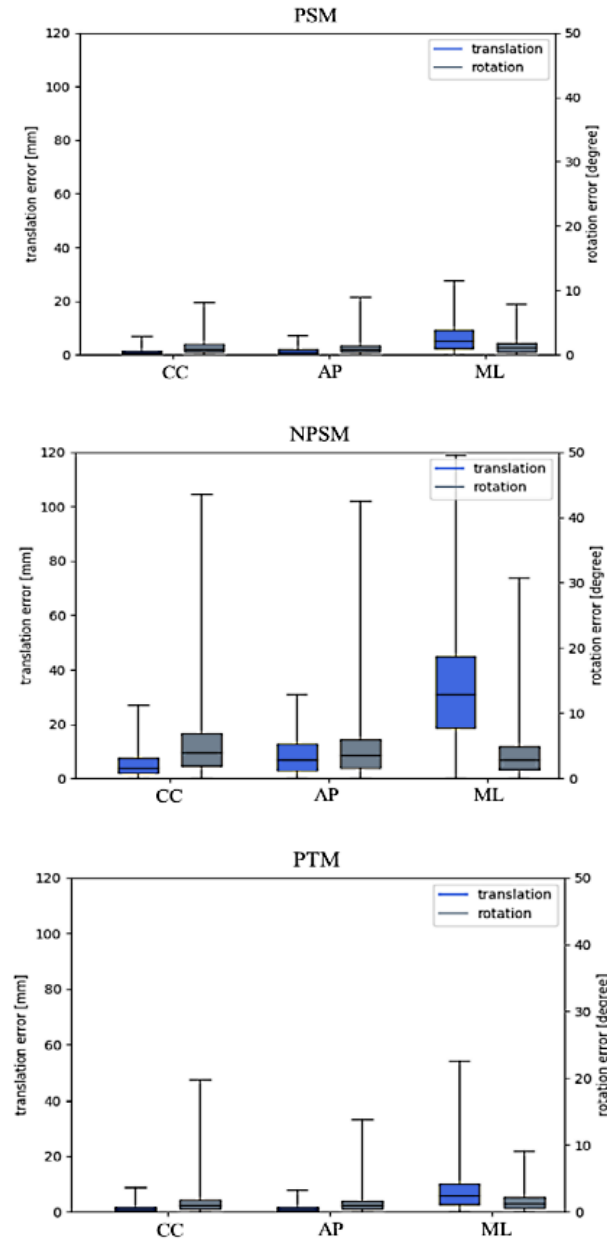 PSM
120
100
80
60
40
20
0
translation error [mm]
50
40
30
20
10
0
rotation error [degree]
translation
rotation
CC AP ML
NPSM
120
100
80
60
40
20
0
translation error [mm]
50
40
30
20
10
0
rotation error [degree]
translation
rotation
CC AP ML
PTM
120
100
80
60
40
20
0
translation error [mm]
50
40
30
20
10
0
rotation error [degree]
translation
rotation
CC AP ML